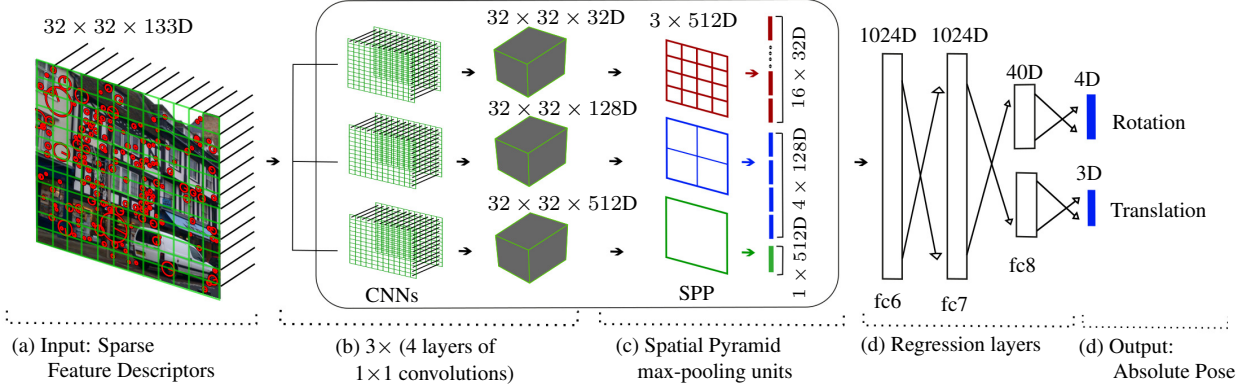 32 × 32 × 133D
32 × 32 × 32D
3 × 512D
16 × 32D
32 × 32 × 128D
4 × 128D
32 × 32 × 512D
1 × 512D
CNNs
SPP
1024D
1024D
40D
4D
Rotation
3D
Translation
fc8
fc6
fc7
(a) Input: Sparse
Feature Descriptors
(b) 3× (4 layers of
1×1 convolutions)
(c) Spatial Pyramid
max-pooling units
(d) Regression layers
(d) Output:
Absolute Pose